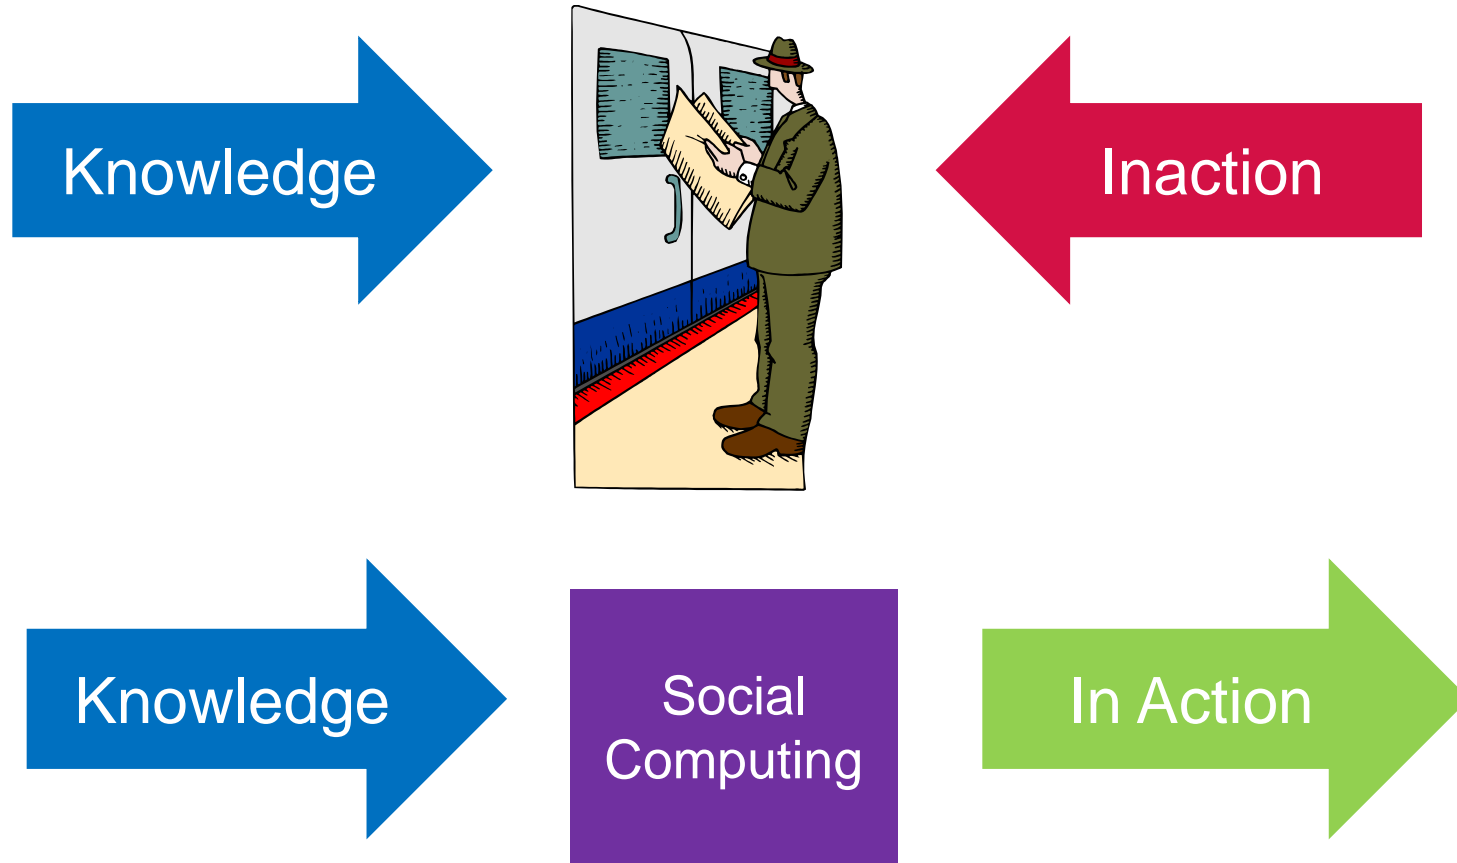 Knowledge
Inaction
Knowledge
Social
Computing
In Action